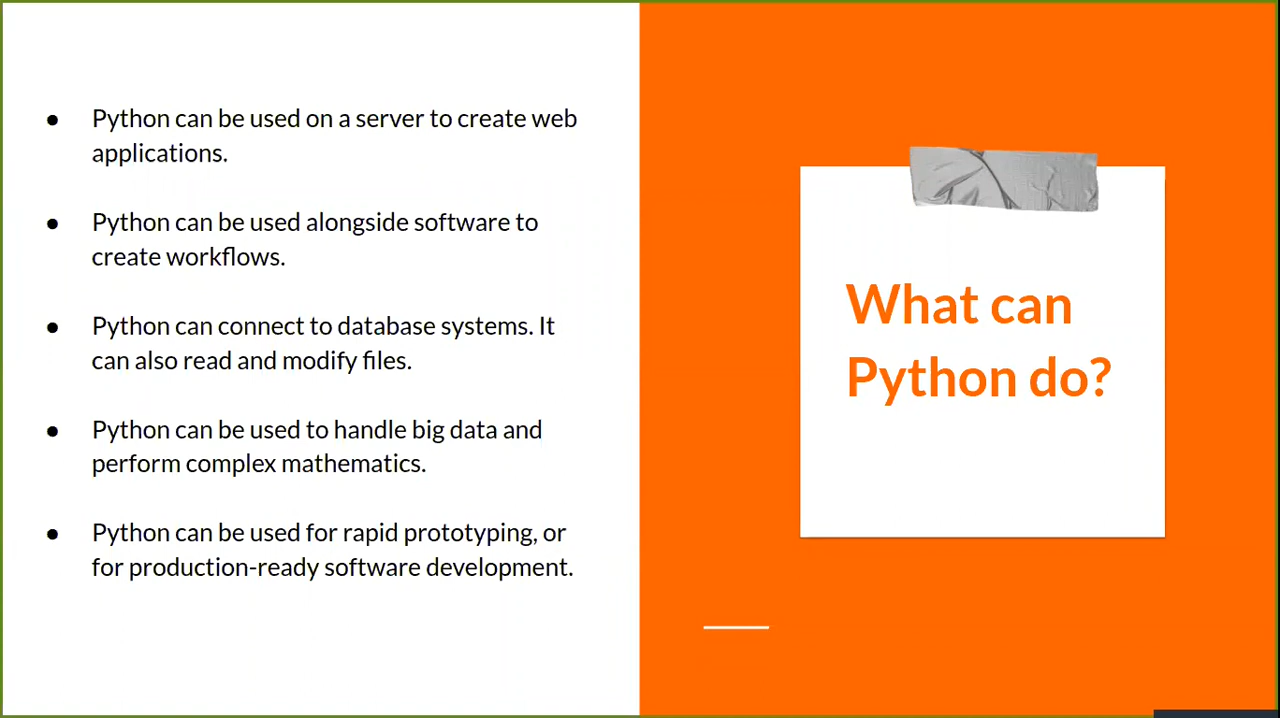 ● Python can be used on a server to create web
applications.
● Python can be used alongside software to
create workflows.
● Python can connect to database systems. It
can also read and modify files.
● Python can be used to handle big data and
perform complex mathematics.
● Python can be used for rapid prototyping, or
for production-ready software development.
What can
Python do?